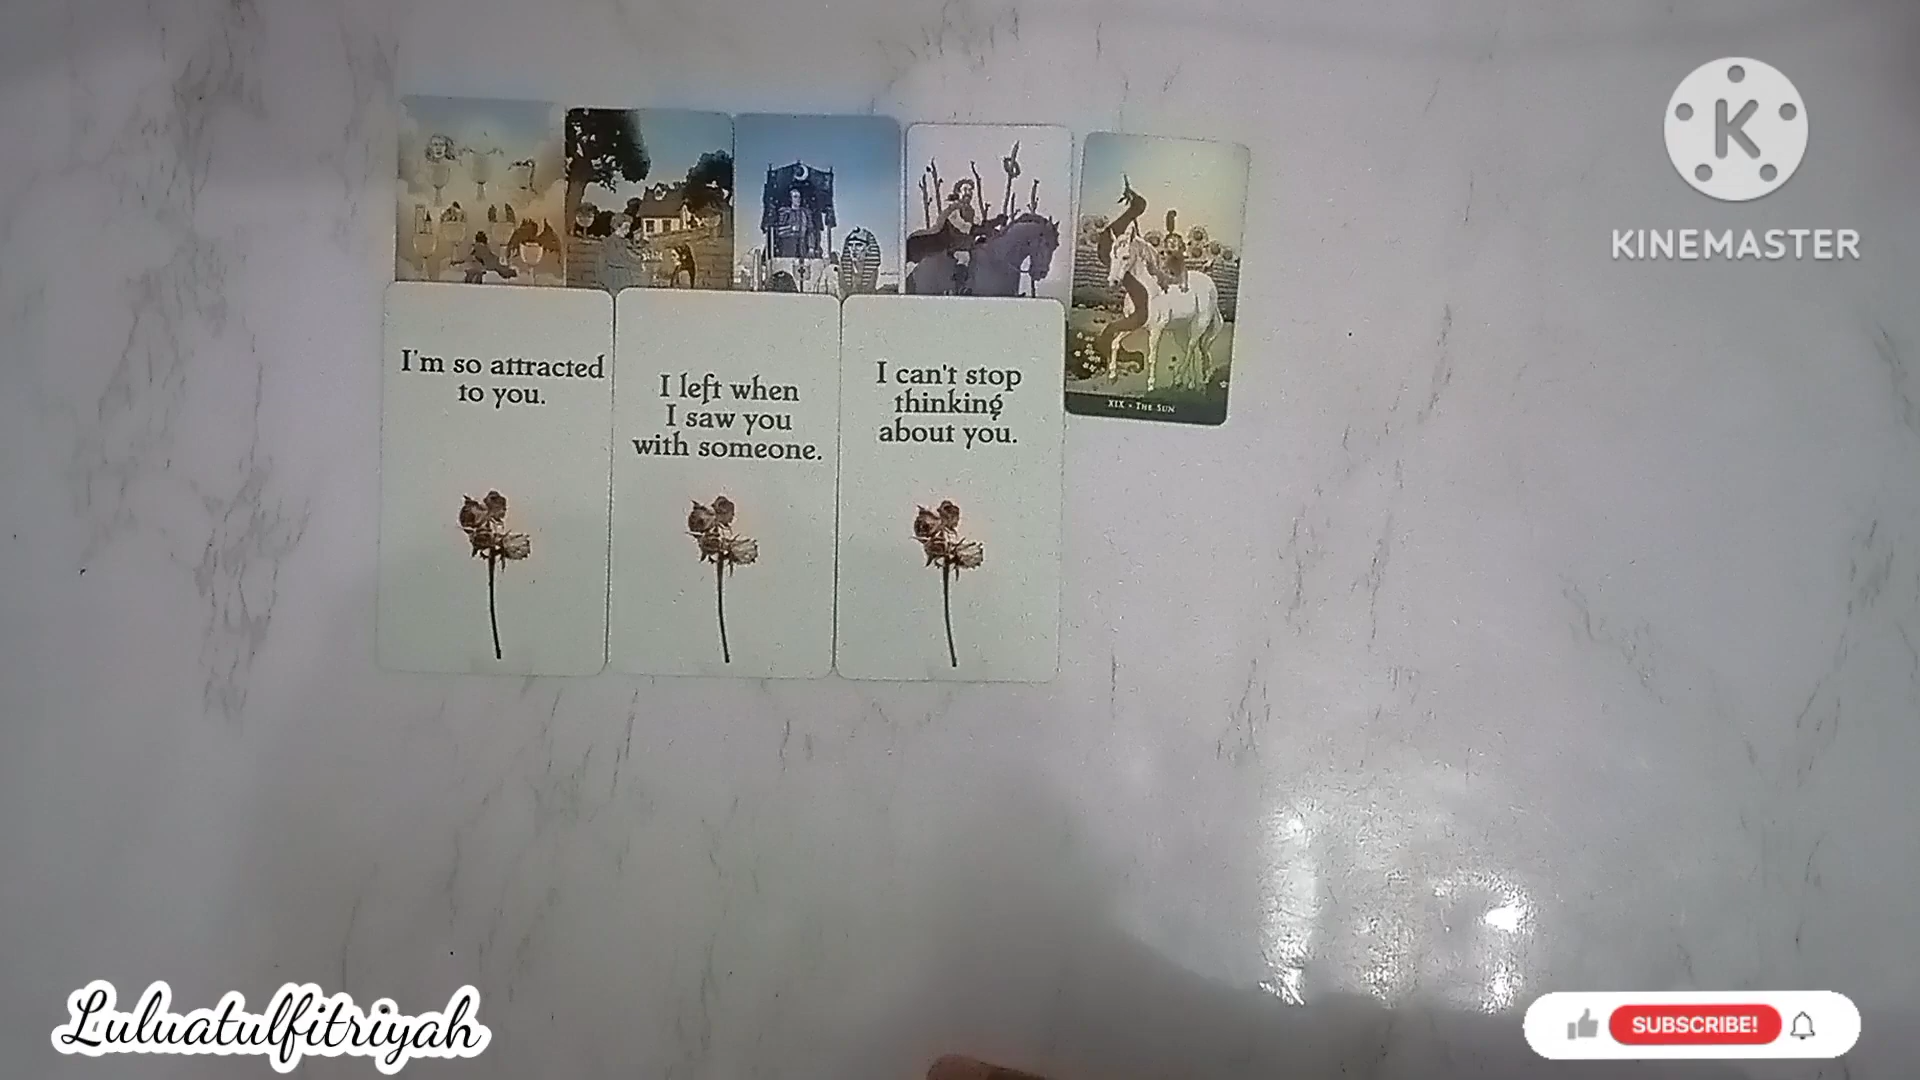 KINEMASTER
I'm so attracted
to you.
I left when
I saw you
with someone.
I can't stop
thinking
about you.
XIX • THE SUN
Luluatulfitriyah
SUBSCRIBE!